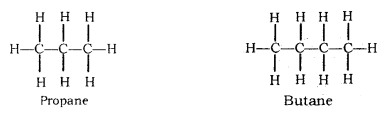 H H H
H–C–C–C–H
H H H
Propane
H H H H
H–C–C–C–C–H
H H H H
Butane